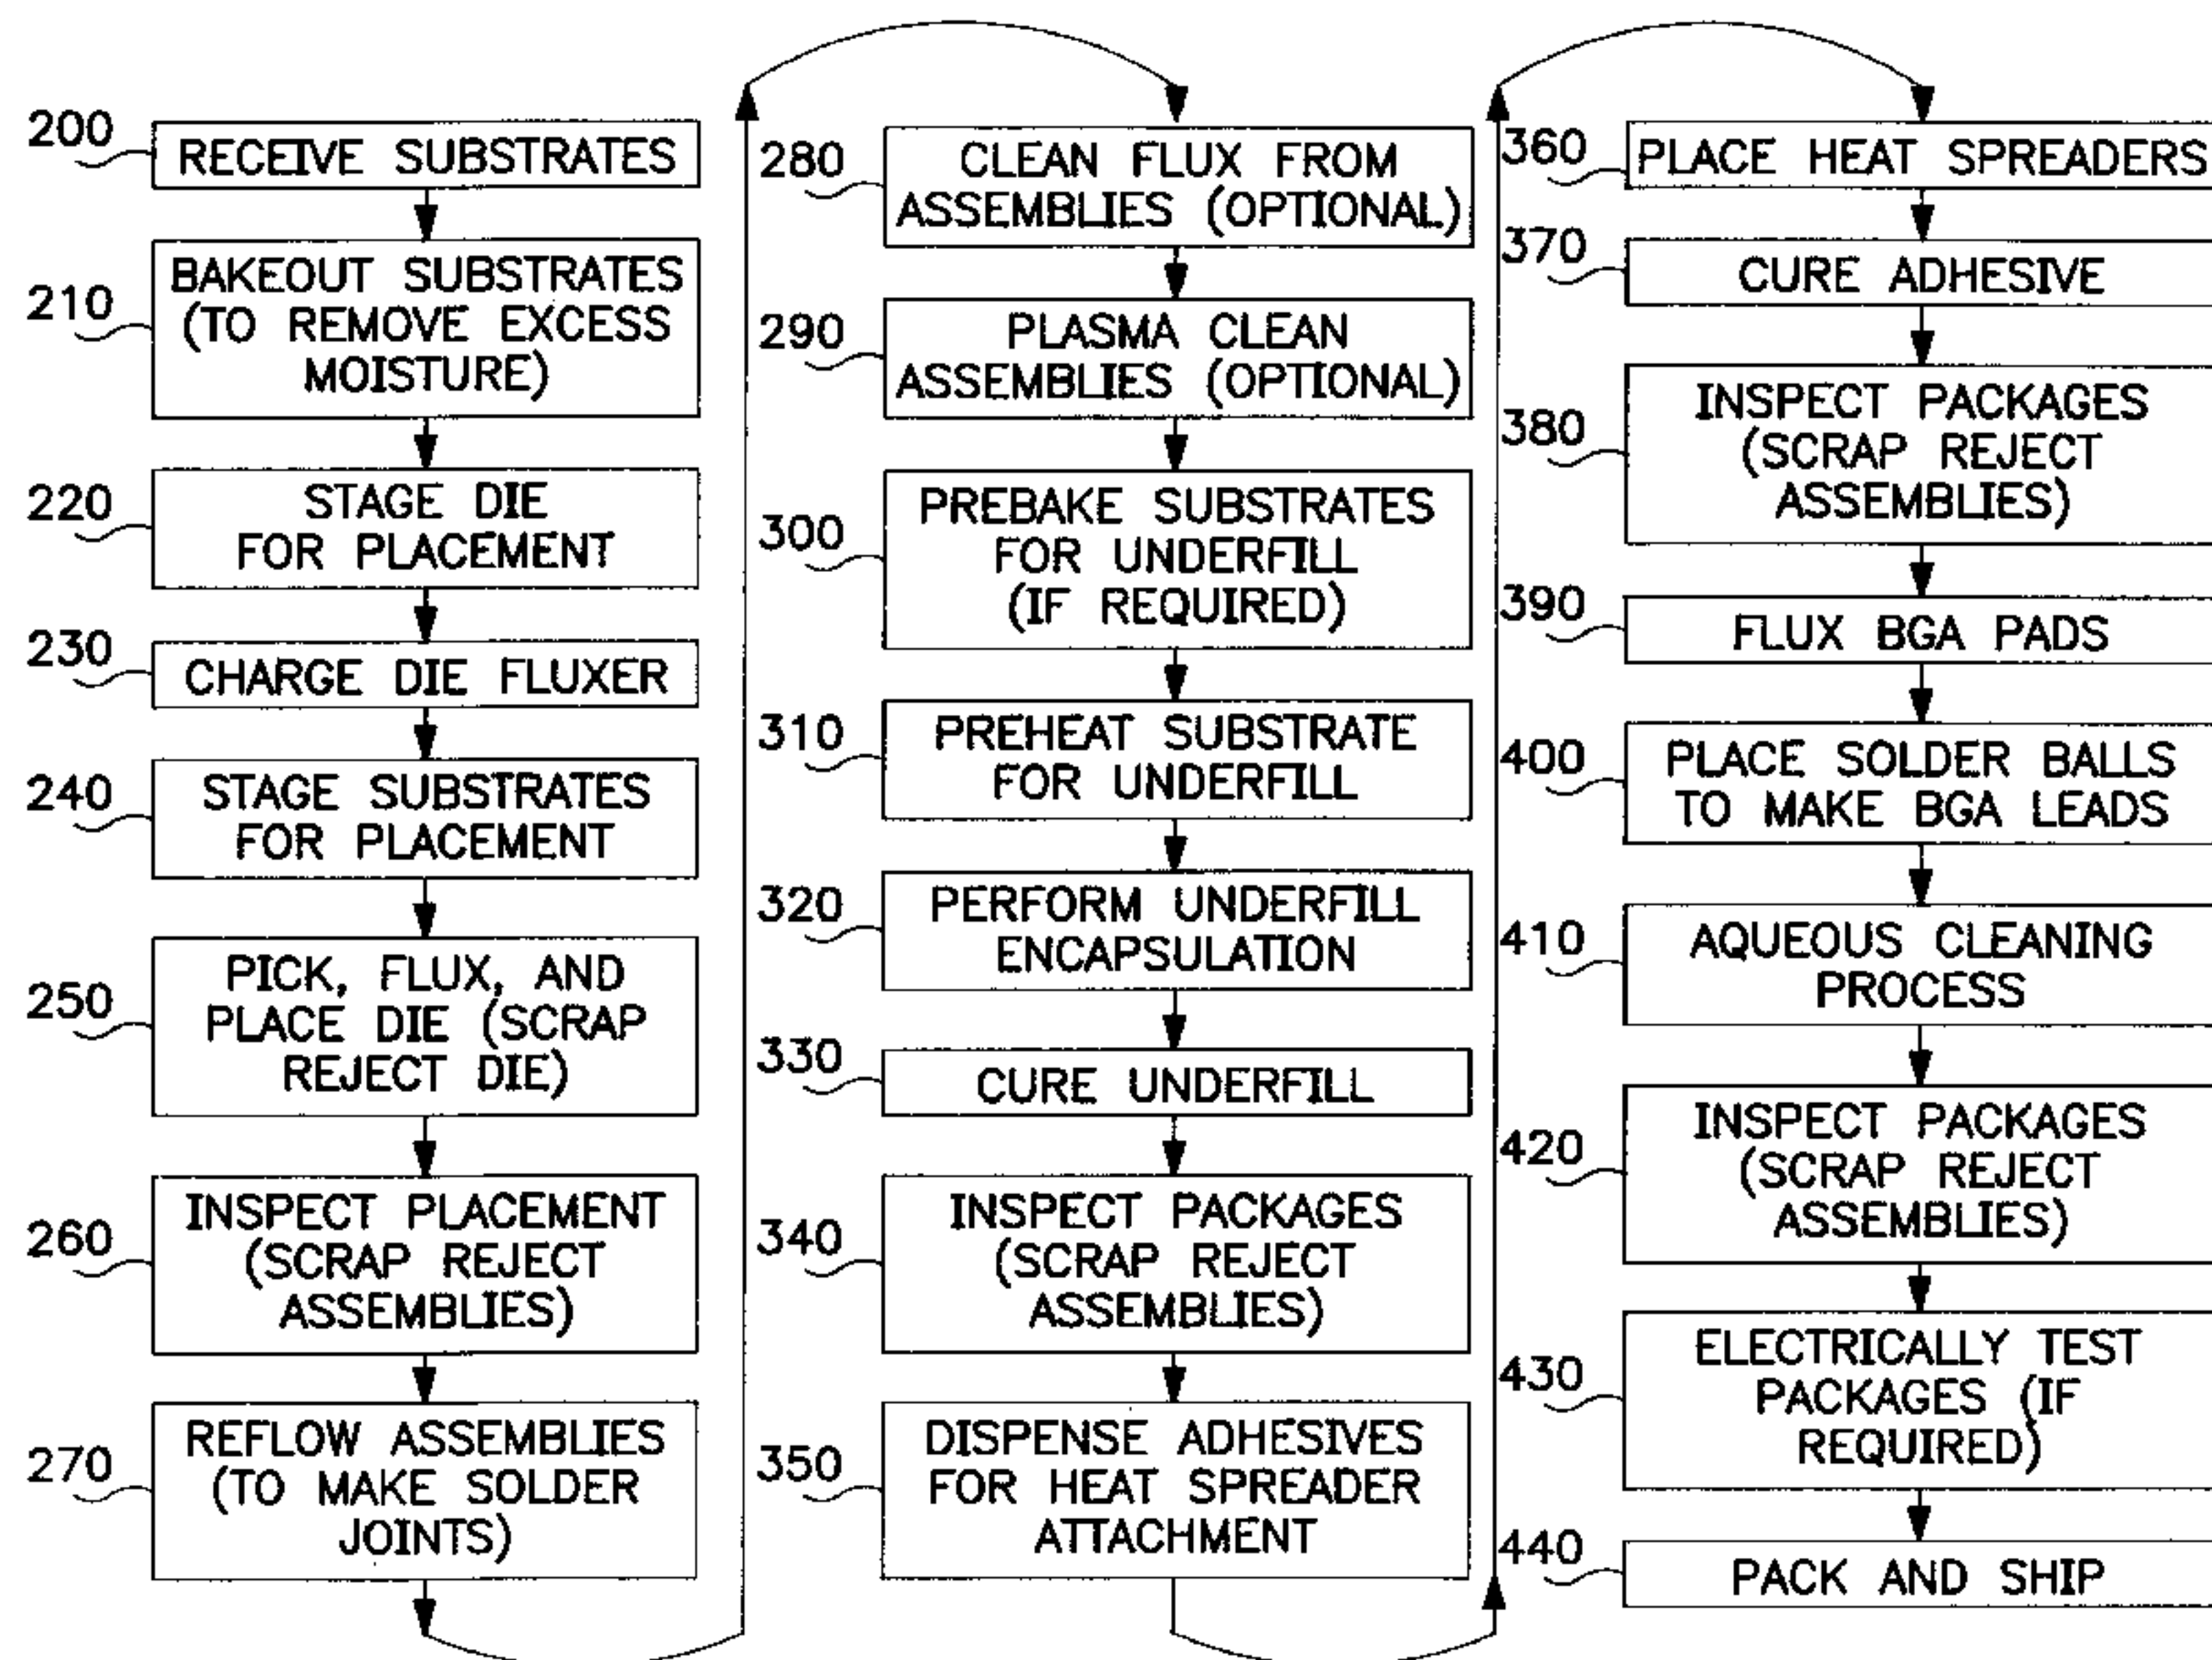 200
RECEIVE SUBSTRATES
210
BAKEOUT SUBSTRATES
(TO REMOVE EXCESS
MOISTURE)
220
STAGE DIE
FOR PLACEMENT
230
CHARGE DIE FLUXER
240
STAGE SUBSTRATES
FOR PLACEMENT
250
PICK, FLUX, AND
PLACE DIE (SCRAP
REJECT DIE)
260
INSPECT PLACEMENT
(SCRAP REJECT
ASSEMBLIES)
270
REFLOW ASSEMBLIES
(TO MAKE SOLDER
JOINTS)
280
CLEAN FLUX FROM
ASSEMBLIES (OPTIONAL)
290
PLASMA CLEAN
ASSEMBLIES (OPTIONAL)
300
PREBAKE SUBSTRATES
FOR UNDERFILL
(IF REQUIRED)
310
PREHEAT SUBSTRATE
FOR UNDERFILL
320
PERFORM UNDERFILL
ENCAPSULATION
330
CURE UNDERFILL
340
INSPECT PACKAGES
(SCRAP REJECT
ASSEMBLIES)
350
DISPENSE ADHESIVES
FOR HEAT SPREADER
ATTACHMENT
360
PLACE HEAT SPREADERS
370
CURE ADHESIVE
380
INSPECT PACKAGES
(SCRAP REJECT
ASSEMBLIES)
390
FLUX BGA PADS
400
PLACE SOLDER BALLS
TO MAKE BGA LEADS
410
AQUEOUS CLEANING
PROCESS
420
INSPECT PACKAGES
(SCRAP REJECT
ASSEMBLIES)
430
ELECTRICALLY TEST
PACKAGES (IF
REQUIRED)
440
PACK AND SHIP